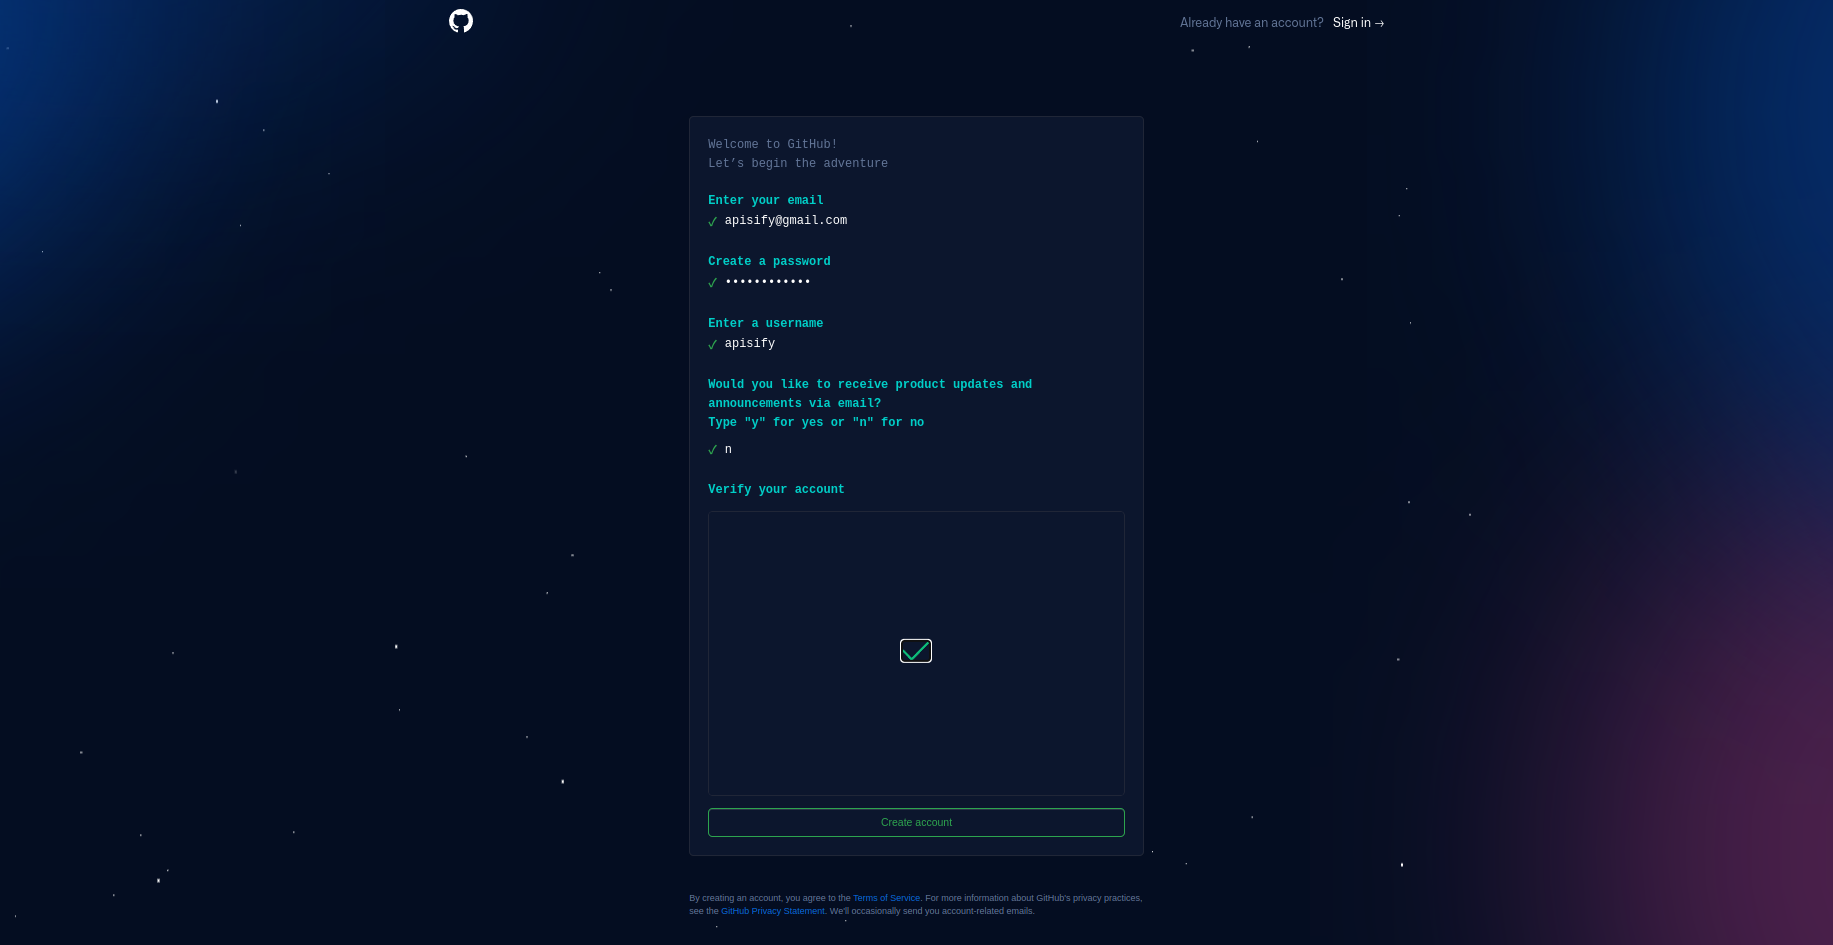 Already have an account? Sign in →
Welcome to GitHub!
Let’s begin the adventure
Enter your email
✓ apisify@gmail.com
Create a password
✓ ••••••••••••
Enter a username
✓ apisify
Would you like to receive product updates and
announcements via email?
Type "y" for yes or "n" for no
✓ n
Verify your account
Create account
By creating an account, you agree to the Terms of Service. For more information about GitHub's privacy practices,
see the GitHub Privacy Statement. We'll occasionally send you account-related emails.